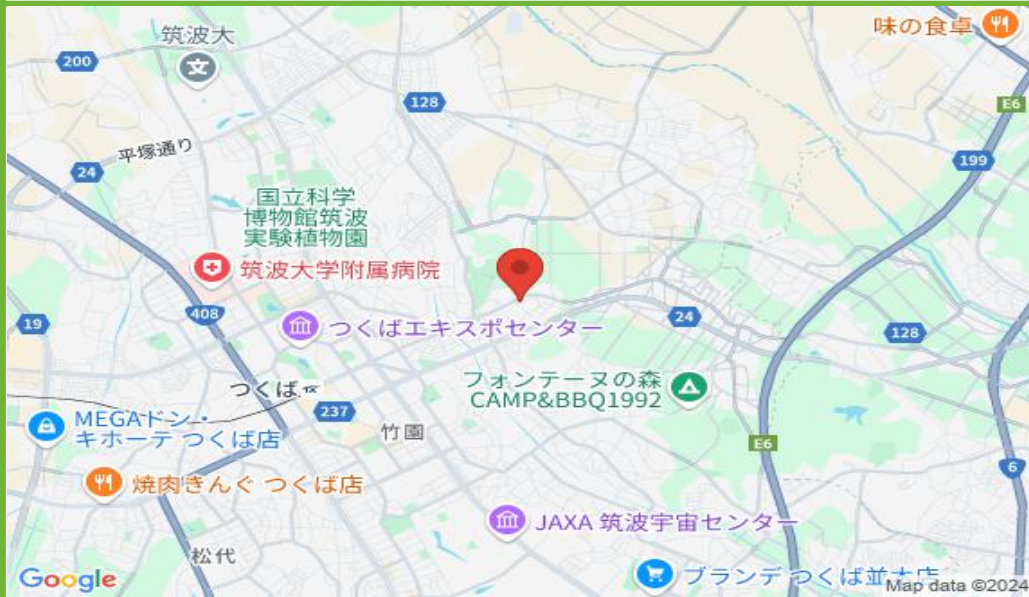 味の食卓
筑波大
200
128
E6
平塚通り
199
24
国立科学
博物館筑波
実験植物園
筑波大学附属病院
408
19
つくばエキスポセンター
24
128
つくば
フォンテーヌの森
CAMP&BBQ1992
237
MEGAドン・
キホーテ つくば店
竹園
E6
6
焼肉きんぐ つくば店
JAXA 筑波宇宙センター
松代
ブランデ つくば並木店
Google
Map data ©2024